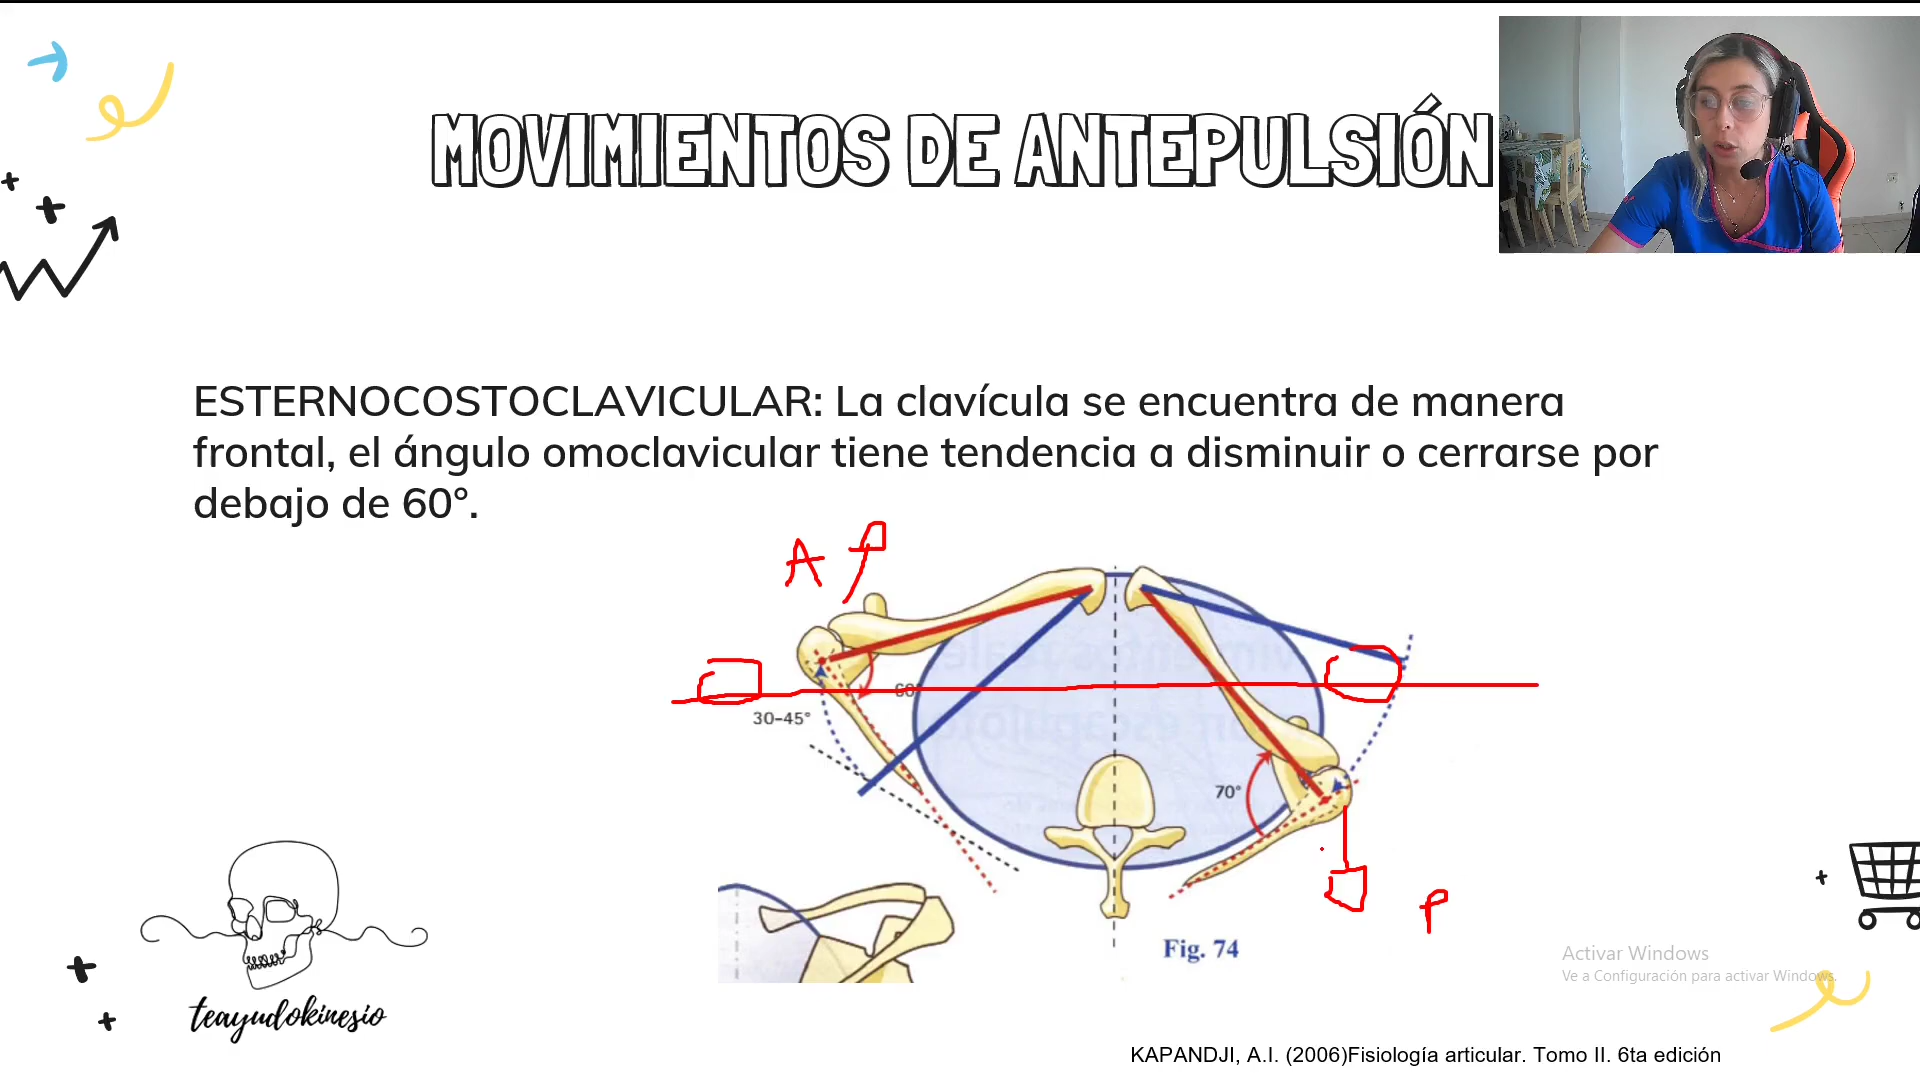 MOVIMIENTOS DE ANTEPULSIÓN
ESTERNOCOSTOCLAVICULAR: La clavícula se encuentra de manera
frontal, el ángulo omoclavicular tiene tendencia a disminuir o cerrarse por
debajo de 60°.
A
60°
30–45°
70°
P
Fig. 74
teayudokinesio
Activar Windows
Ve a Configuración para activar Windows.
KAPANDJI, A.I. (2006)Fisiología articular. Tomo II. 6ta edición